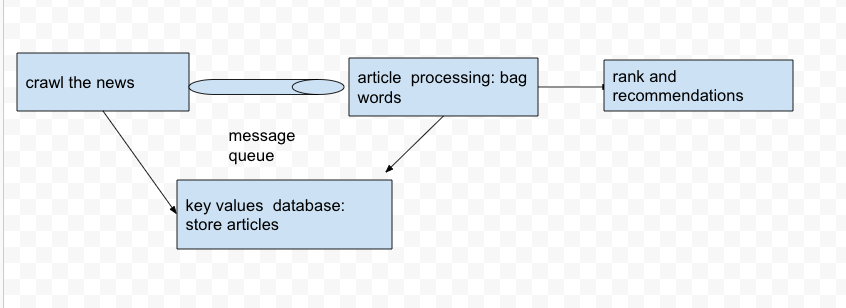 crawl the news
article  processing: bag
words
rank and
recommendations
message
queue
key values  database:
store articles